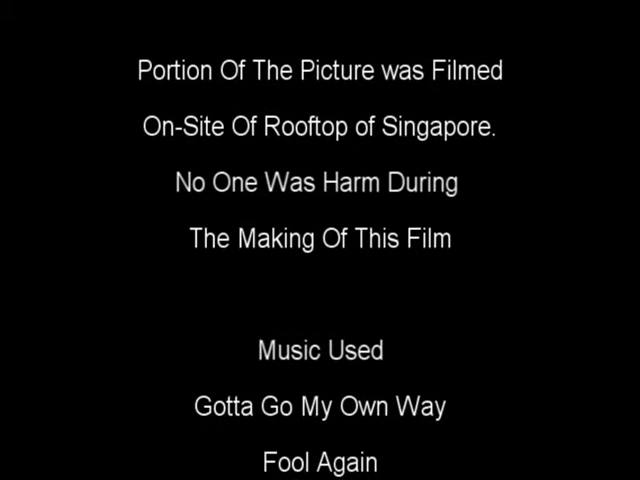 Portion Of The Picture was Filmed
On-Site Of Rooftop of Singapore.
No One Was Harm During
The Making Of This Film
Music Used
Gotta Go My Own Way
Fool Again